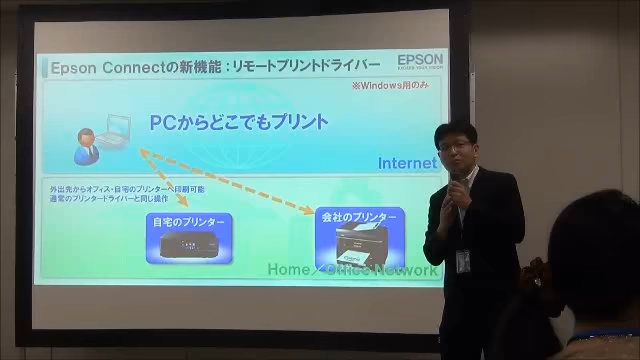 Epson Connectの新機能：リモートプリントドライバー
EPSON
EXCEED YOUR VISION
※Windows用のみ
PCからどこでもプリント
Internet
外出先からオフィス・自宅のプリンターへ印刷可能
通常のプリンタードライバーと同じ操作
自宅のプリンター
会社のプリンター
Home／Office Network